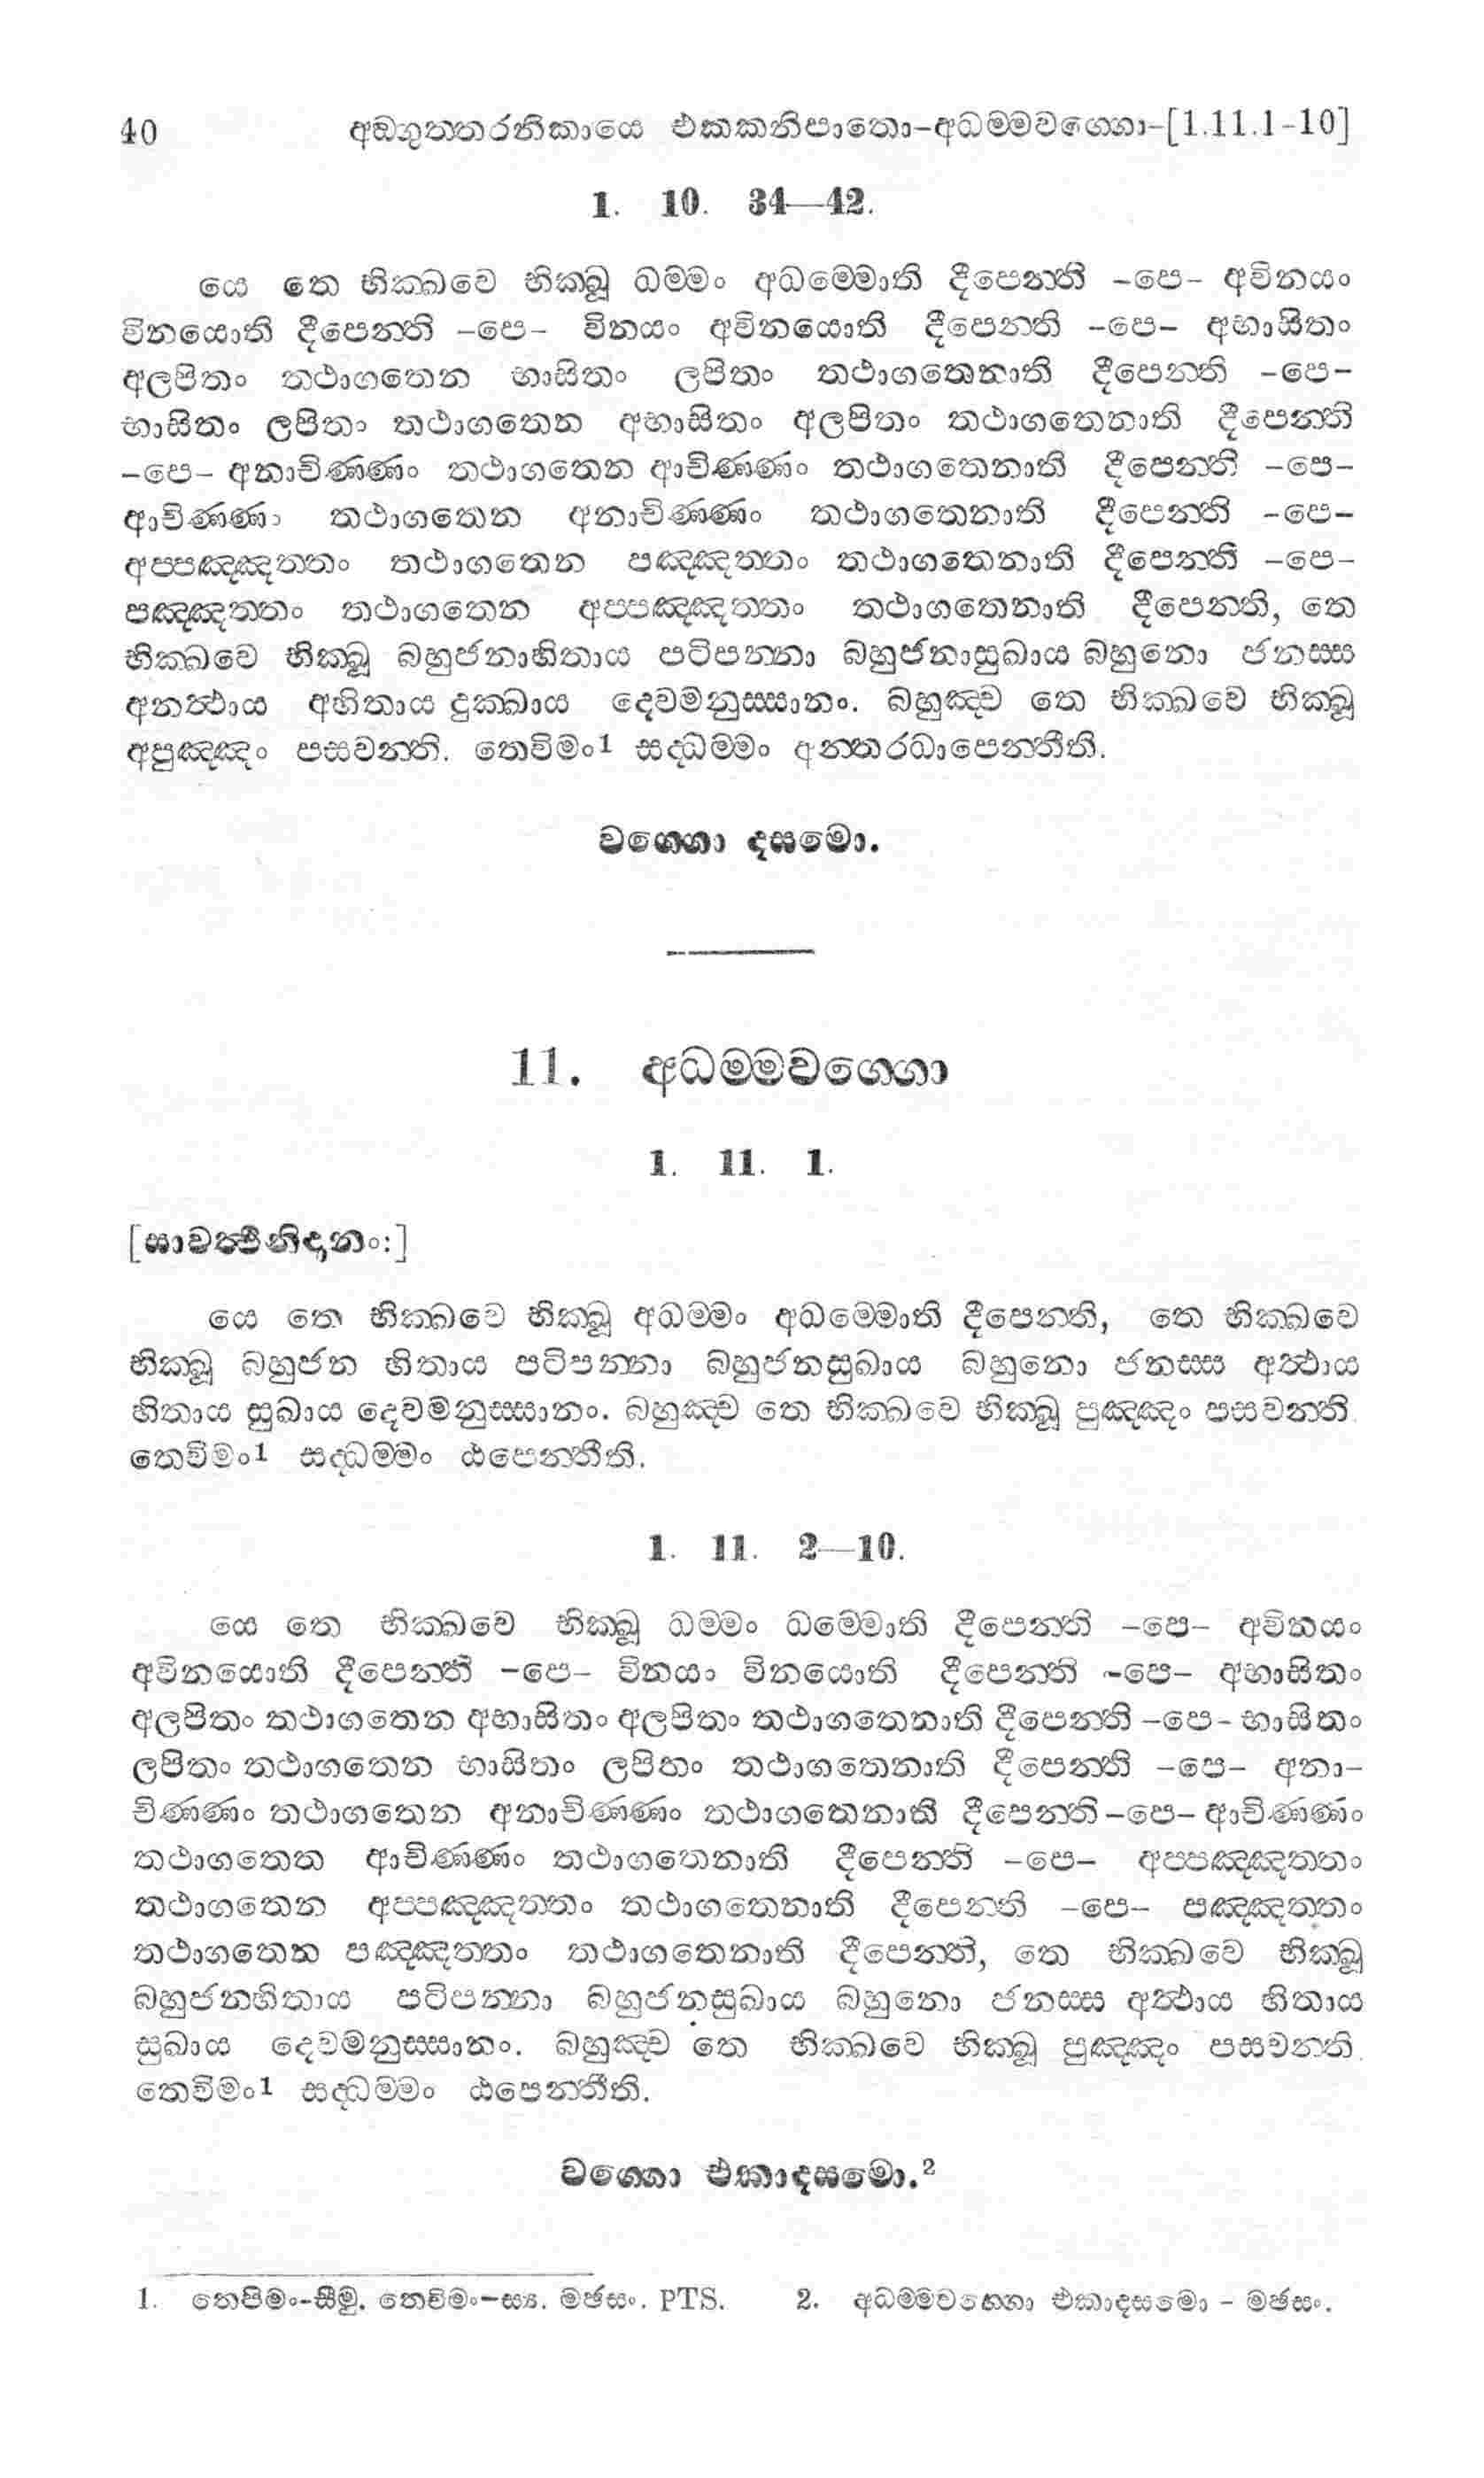 40 අඞ්ගුත්තරනිකායෙ එකකනිපාතො-අධම්මවග්ගො-[1.11.1-10]
1. 10. 34—42.
යෙ තෙ භික්ඛවෙ භික්ඛූ ධම්මං අධම්මොති දීපෙන්ති -පෙ- අවිනයං
විනයොති දීපෙන්ති -පෙ- විනයං අවිනයොති දීපෙන්ති -පෙ- අභාසිතං
අලපිතං තථාගතෙන භාසිතං ලපිතං තථාගතෙනාති දීපෙන්ති -පෙ-
භාසිතං ලපිතං තථාගතෙන අභාසිතං අලපිතං තථාගතෙනාති දීපෙන්ති
-පෙ- අනාචිණ්ණං තථාගතෙන ආචිණ්ණං තථාගතෙනාති දීපෙන්ති -පෙ-
ආචිණ්ණං තථාගතෙන අනාචිණ්ණං තථාගතෙනාති දීපෙන්ති -පෙ-
අප්පඤ්ඤත්තං තථාගතෙන පඤ්ඤත්තං තථාගතෙනාති දීපෙන්ති -පෙ-
පඤ්ඤත්තං තථාගතෙන අප්පඤ්ඤත්තං තථාගතෙනාති දීපෙන්ති, තෙ
භික්ඛවෙ භික්ඛූ බහුජනාහිතාය පටිපන්නා බහුජනාසුඛාය බහුනො ජනස්ස
අනත්ථාය අහිතාය දුක්ඛාය දෙවමනුස්සානං. බහුඤ්ච තෙ භික්ඛවෙ භික්ඛූ
අපුඤ්ඤං පසවන්ති. තෙවිමං1 සද්ධම්මං අන්තරධාපෙන්තීති.
වග්ගො දසමො.
11. අධම්මවග්ගො
1. 11. 1.
[සාවත්ථිනිදානං:]
යෙ තෙ භික්ඛවෙ භික්ඛූ අධම්මං අධම්මොති දීපෙන්ති, තෙ භික්ඛවෙ
භික්ඛූ බහුජන හිතාය පටිපන්නා බහුජනසුඛාය බහුනො ජනස්ස අත්ථාය
හිතාය සුඛාය දෙවමනුස්සානං. බහුඤ්ච තෙ භික්ඛවෙ භික්ඛූ පුඤ්ඤං පසවන්ති.
තෙවිමං1 සද්ධම්මං ඨපෙන්තීති.
1. 11. 2—10.
යෙ තෙ භික්ඛවෙ භික්ඛූ ධම්මං ධම්මොති දීපෙන්ති -පෙ- අවිනයං
අවිනයොති දීපෙන්ති -පෙ- විනයං විනයොති දීපෙන්ති -පෙ- අභාසිතං
අලපිතං තථාගතෙන අභාසිතං අලපිතං තථාගතෙනාති දීපෙන්ති -පෙ- භාසිතං
ලපිතං තථාගතෙන භාසිතං ලපිතං තථාගතෙනාති දීපෙන්ති -පෙ- අනා-
චිණ්ණං තථාගතෙන අනාචිණ්ණං තථාගතෙනාති දීපෙන්ති -පෙ- ආචිණ්ණං
තථාගතෙන ආචිණ්ණං තථාගතෙනාති දීපෙන්ති -පෙ- අප්පඤ්ඤත්තං
තථාගතෙන අප්පඤ්ඤත්තං තථාගතෙනාති දීපෙන්ති -පෙ- පඤ්ඤත්තං
තථාගතෙන පඤ්ඤත්තං තථාගතෙනාති දීපෙන්ති, තෙ භික්ඛවෙ භික්ඛූ
බහුජනහිතාය පටිපන්නා බහුජනසුඛාය බහුනො ජනස්ස අත්ථාය හිතාය
සුඛාය දෙවමනුස්සානං. බහුඤ්ච තෙ භික්ඛවෙ භික්ඛූ පුඤ්ඤං පසවන්ති.
තෙවිමං1 සද්ධම්මං ඨපෙන්තීති.
වග්ගො එකාදසමො.2
1. තෙපිමං-සීමු. තෙචිමං-ස්‍යා. මඡසං. PTS. 2. අධම්මවග්ගො එකාදසමො - මඡසං.